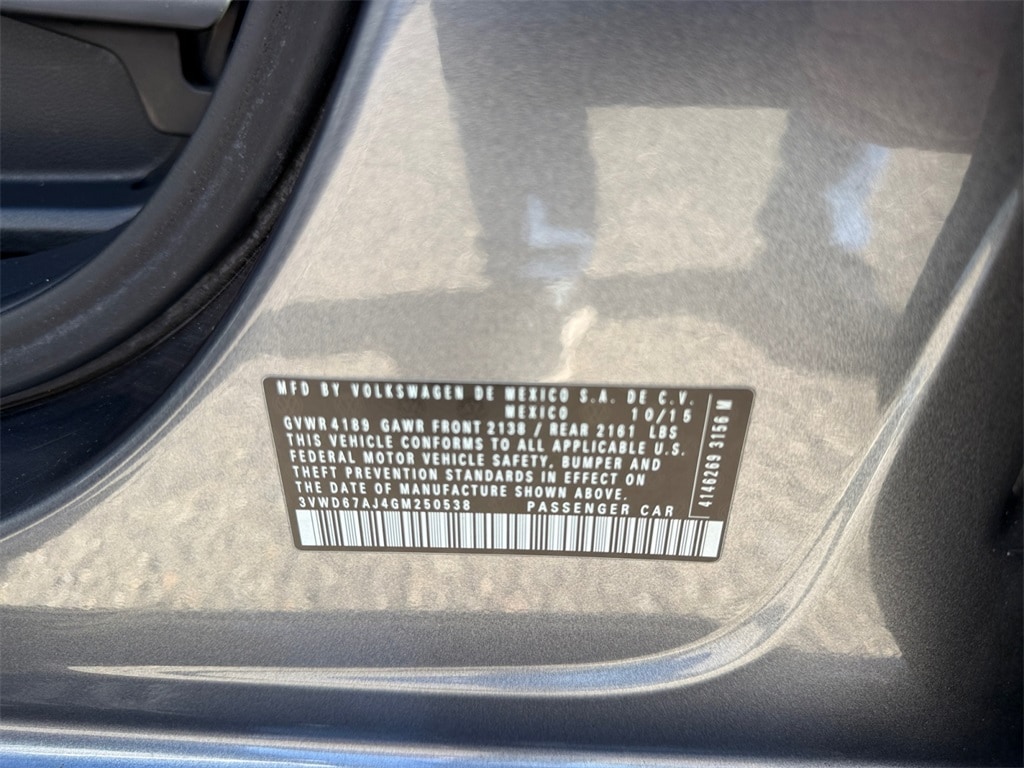 MFD BY VOLKSWAGEN DE MEXICO S.A. DE C.V.
MEXICO 10/15
GVWR 4189 GAWR FRONT 2138 / REAR 2161 LBS
THIS VEHICLE CONFORMS TO ALL APPLICABLE U.S.
FEDERAL MOTOR VEHICLE SAFETY, BUMPER AND
THEFT PREVENTION STANDARDS IN EFFECT ON
THE DATE OF MANUFACTURE SHOWN ABOVE.
3VWD67AJ4GM250538 PASSENGER CAR
4146269 3156 M